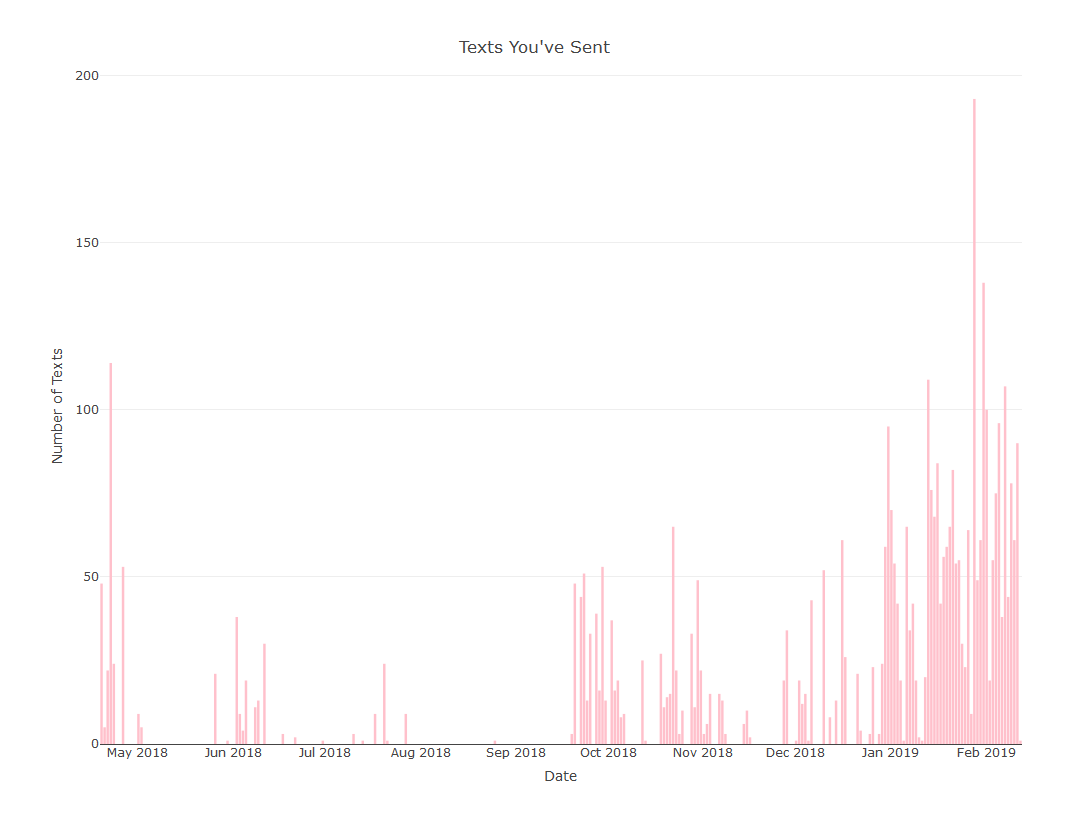 Texts You've Sent
200
150
100
50
0
Number of Texts
May 2018 Jun 2018 Jul 2018 Aug 2018 Sep 2018 Oct 2018 Nov 2018 Dec 2018 Jan 2019 Feb 2019
Date